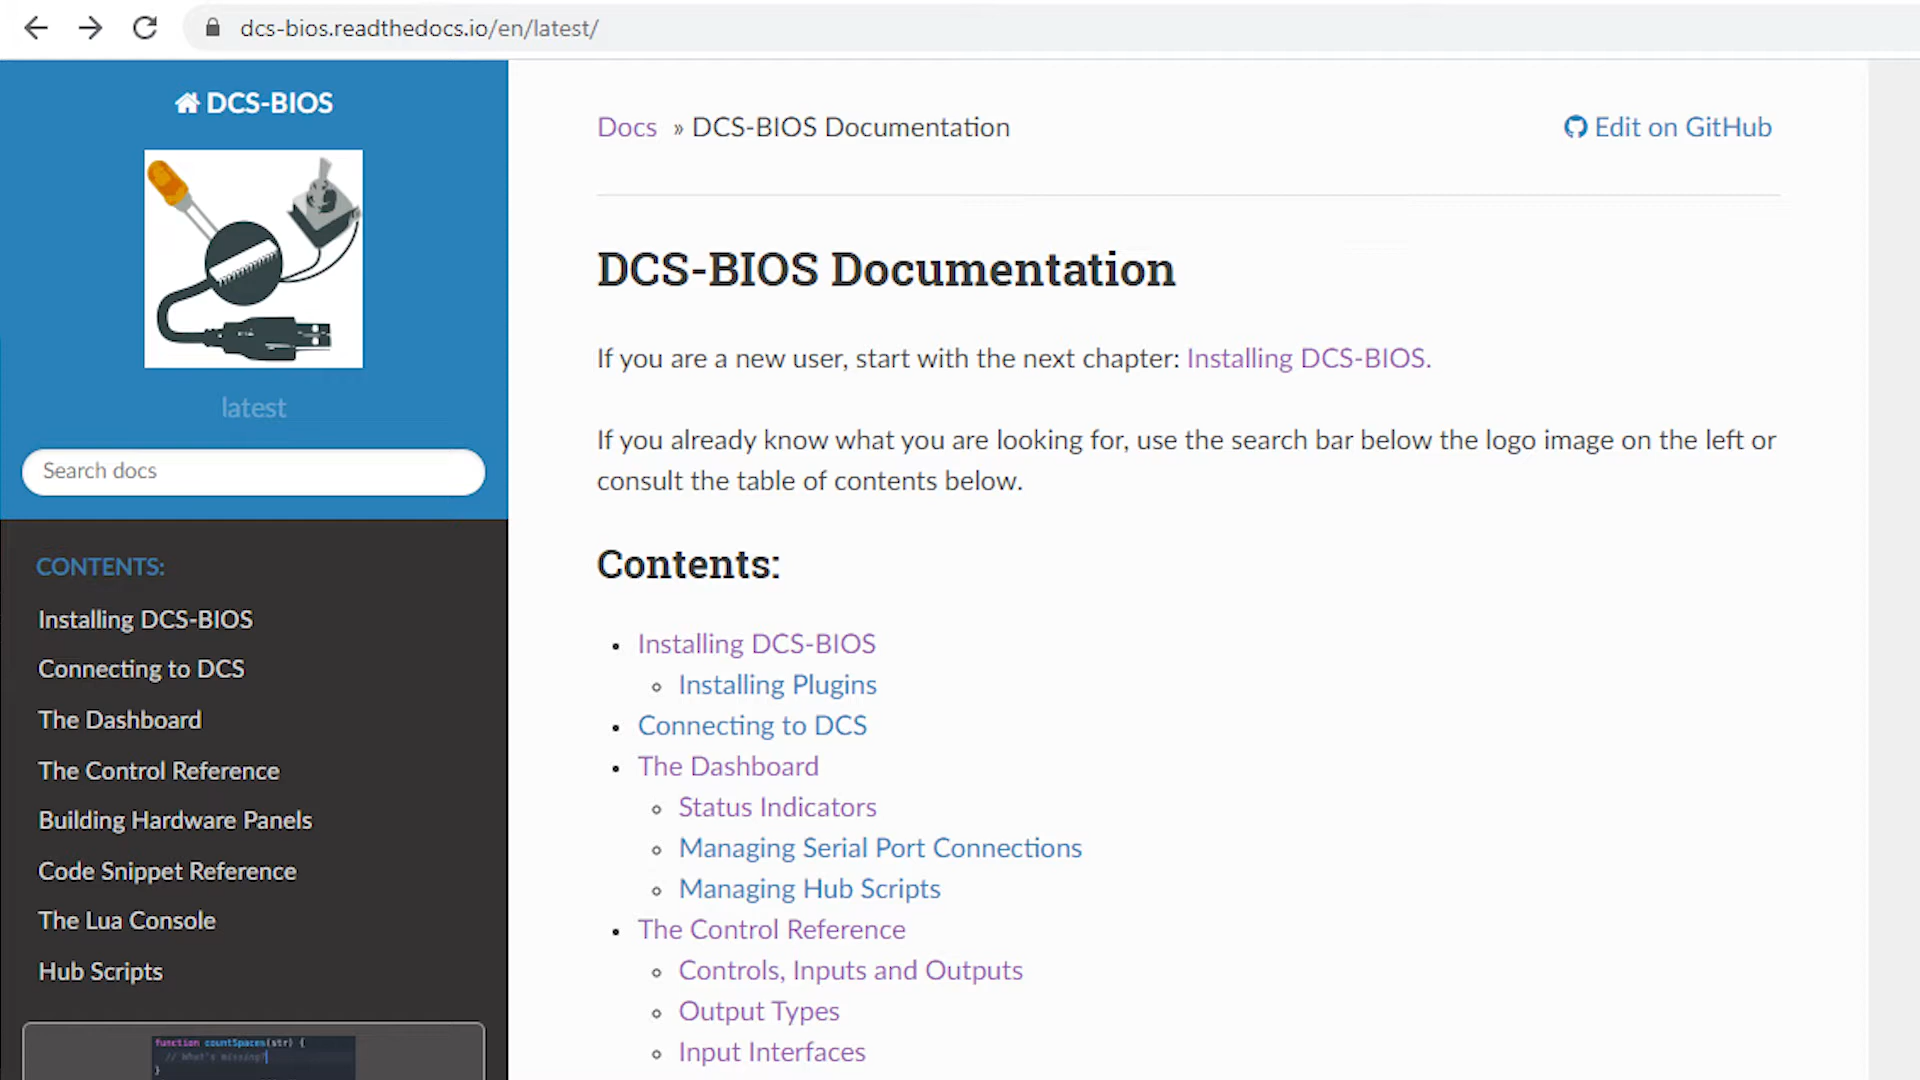 dcs-bios.readthedocs.io/en/latest/
DCS-BIOS
latest
Search docs
CONTENTS:
Installing DCS-BIOS
Connecting to DCS
The Dashboard
The Control Reference
Building Hardware Panels
Code Snippet Reference
The Lua Console
Hub Scripts
function countSpaces(str) {
// What's missing?
}
Docs » DCS-BIOS Documentation
Edit on GitHub
DCS-BIOS Documentation
If you are a new user, start with the next chapter: Installing DCS-BIOS.
If you already know what you are looking for, use the search bar below the logo image on the left or
consult the table of contents below.
Contents:
Installing DCS-BIOS
Installing Plugins
Connecting to DCS
The Dashboard
Status Indicators
Managing Serial Port Connections
Managing Hub Scripts
The Control Reference
Controls, Inputs and Outputs
Output Types
Input Interfaces